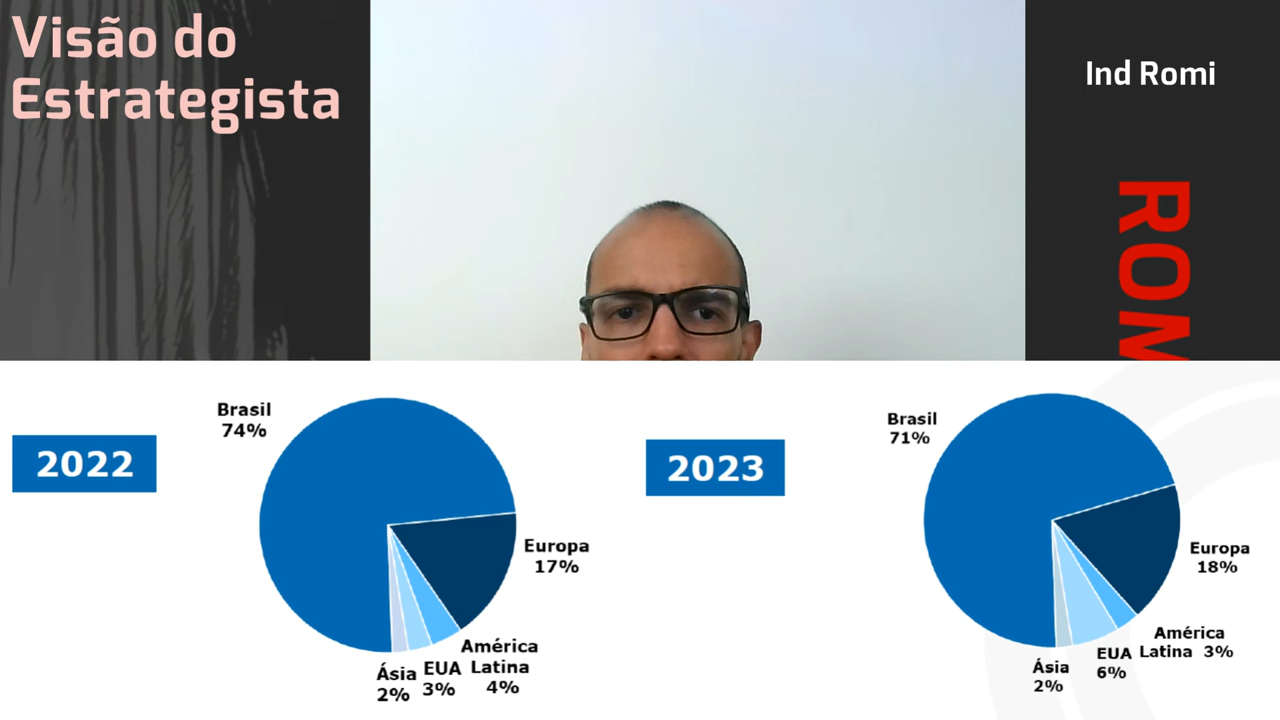 Visão do
Estrategista
Ind Romi
2022
Brasil
74%
Europa
17%
América
Latina
4%
EUA
3%
Ásia
2%
2023
Brasil
71%
Europa
18%
América
Latina 3%
EUA
6%
Ásia
2%